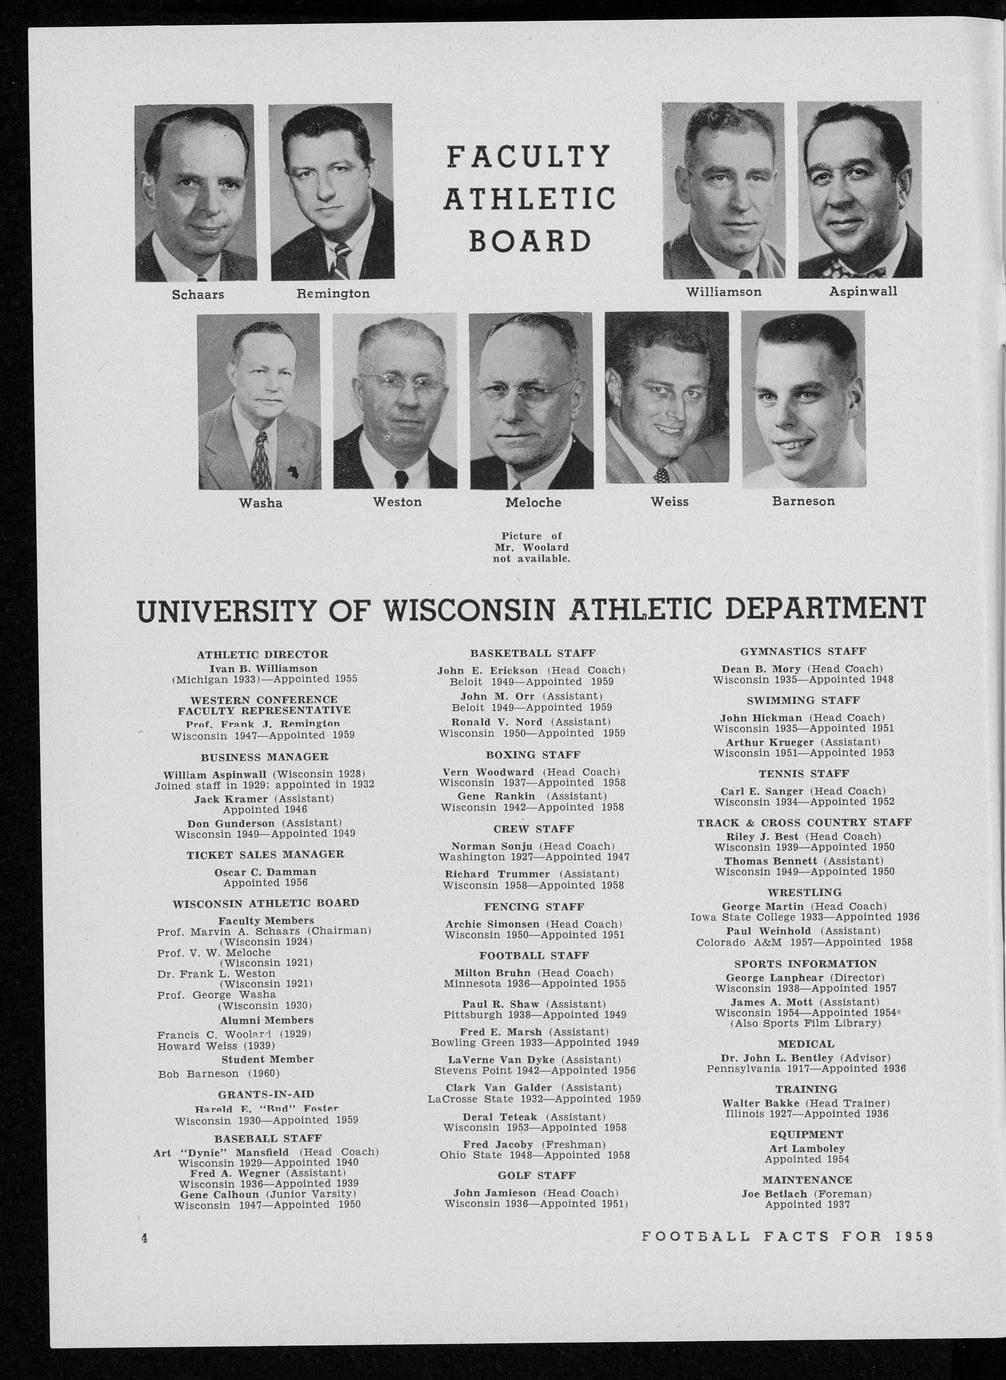 FACULTY
ATHLETIC
BOARD
Schaars
Remington
Williamson
Aspinwall
Washa
Weston
Meloche
Weiss
Barneson
Picture of
Mr. Woolard
not available.
UNIVERSITY OF WISCONSIN ATHLETIC DEPARTMENT
ATHLETIC DIRECTOR
Ivan B. Williamson
(Michigan 1933)—Appointed 1955
WESTERN CONFERENCE
FACULTY REPRESENTATIVE
Prof. Frank J. Remington
Wisconsin 1947—Appointed 1959
BUSINESS MANAGER
William Aspinwall (Wisconsin 1928)
Joined staff in 1929; appointed in 1932
Jack Kramer (Assistant)
Appointed 1946
Don Gunderson (Assistant)
Wisconsin 1949—Appointed 1949
TICKET SALES MANAGER
Oscar C. Damman
Appointed 1956
WISCONSIN ATHLETIC BOARD
Faculty Members
Prof. Marvin A. Schaars (Chairman)
(Wisconsin 1924)
Prof. V. W. Meloche
(Wisconsin 1921)
Dr. Frank L. Weston
(Wisconsin 1921)
Prof. George Washa
(Wisconsin 1930)
Alumni Members
Francis C. Woolard (1929)
Howard Weiss (1939)
Student Member
Bob Barneson (1960)
GRANTS-IN-AID
Harold E. "Bud" Foster
Wisconsin 1930—Appointed 1959
BASEBALL STAFF
Art "Dynie" Mansfield (Head Coach)
Wisconsin 1929—Appointed 1940
Fred A. Wegner (Assistant)
Wisconsin 1936—Appointed 1939
Gene Calhoun (Junior Varsity)
Wisconsin 1947—Appointed 1950
BASKETBALL STAFF
John E. Erickson (Head Coach)
Beloit 1949—Appointed 1959
John M. Orr (Assistant)
Beloit 1949—Appointed 1959
Ronald V. Nord (Assistant)
Wisconsin 1950—Appointed 1959
BOXING STAFF
Vern Woodward (Head Coach)
Wisconsin 1937—Appointed 1958
Gene Rankin (Assistant)
Wisconsin 1942—Appointed 1958
CREW STAFF
Norman Sonju (Head Coach)
Washington 1927—Appointed 1947
Richard Trummer (Assistant)
Wisconsin 1958—Appointed 1958
FENCING STAFF
Archie Simonsen (Head Coach)
Wisconsin 1950—Appointed 1951
FOOTBALL STAFF
Milton Bruhn (Head Coach)
Minnesota 1936—Appointed 1955
Paul R. Shaw (Assistant)
Pittsburgh 1938—Appointed 1949
Fred E. Marsh (Assistant)
Bowling Green 1933—Appointed 1949
LaVerne Van Dyke (Assistant)
Stevens Point 1942—Appointed 1956
Clark Van Galder (Assistant)
LaCrosse State 1932—Appointed 1959
Deral Teteak (Assistant)
Wisconsin 1953—Appointed 1958
Fred Jacoby (Freshman)
Ohio State 1948—Appointed 1958
GOLF STAFF
John Jamieson (Head Coach)
Wisconsin 1936—Appointed 1951)
GYMNASTICS STAFF
Dean B. Mory (Head Coach)
Wisconsin 1935—Appointed 1948
SWIMMING STAFF
John Hickman (Head Coach)
Wisconsin 1935—Appointed 1951
Arthur Krueger (Assistant)
Wisconsin 1951—Appointed 1953
TENNIS STAFF
Carl E. Sanger (Head Coach)
Wisconsin 1934—Appointed 1952
TRACK & CROSS COUNTRY STAFF
Riley J. Best (Head Coach)
Wisconsin 1939—Appointed 1950
Thomas Bennett (Assistant)
Wisconsin 1949—Appointed 1950
WRESTLING
George Martin (Head Coach)
Iowa State College 1933—Appointed 1936
Paul Weinhold (Assistant)
Colorado A&M 1957—Appointed 1958
SPORTS INFORMATION
George Lanphear (Director)
Wisconsin 1938—Appointed 1957
James A. Mott (Assistant)
Wisconsin 1954—Appointed 1954
(Also Sports Film Library)
MEDICAL
Dr. John L. Bentley (Advisor)
Pennsylvania 1917—Appointed 1936
TRAINING
Walter Bakke (Head Trainer)
Illinois 1927—Appointed 1936
EQUIPMENT
Art Lamboley
Appointed 1954
MAINTENANCE
Joe Betlach (Foreman)
Appointed 1937
4
FOOTBALL FACTS FOR 1959